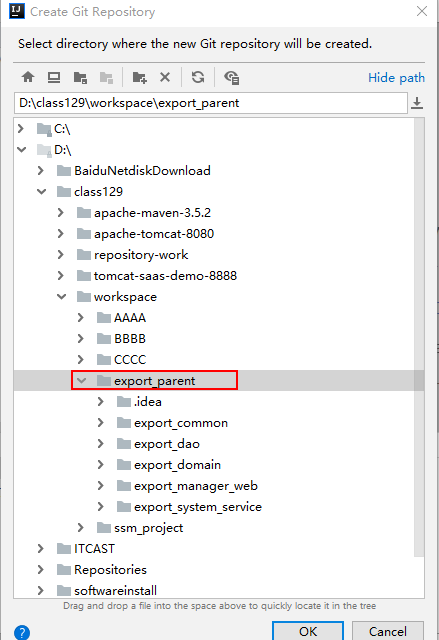 IJ Create Git Repository
Select directory where the new Git repository will be created.
Hide path
D:\class129\workspace\export_parent
C:\
D:\
BaiduNetdiskDownload
class129
apache-maven-3.5.2
apache-tomcat-8080
repository-work
tomcat-saas-demo-8888
workspace
AAAA
BBBB
CCCC
export_parent
.idea
export_common
export_dao
export_domain
export_manager_web
export_system_service
ssm_project
ITCAST
Repositories
softwareinstall
Drag and drop a file into the space above to quickly locate it in the tree
? OK Cancel